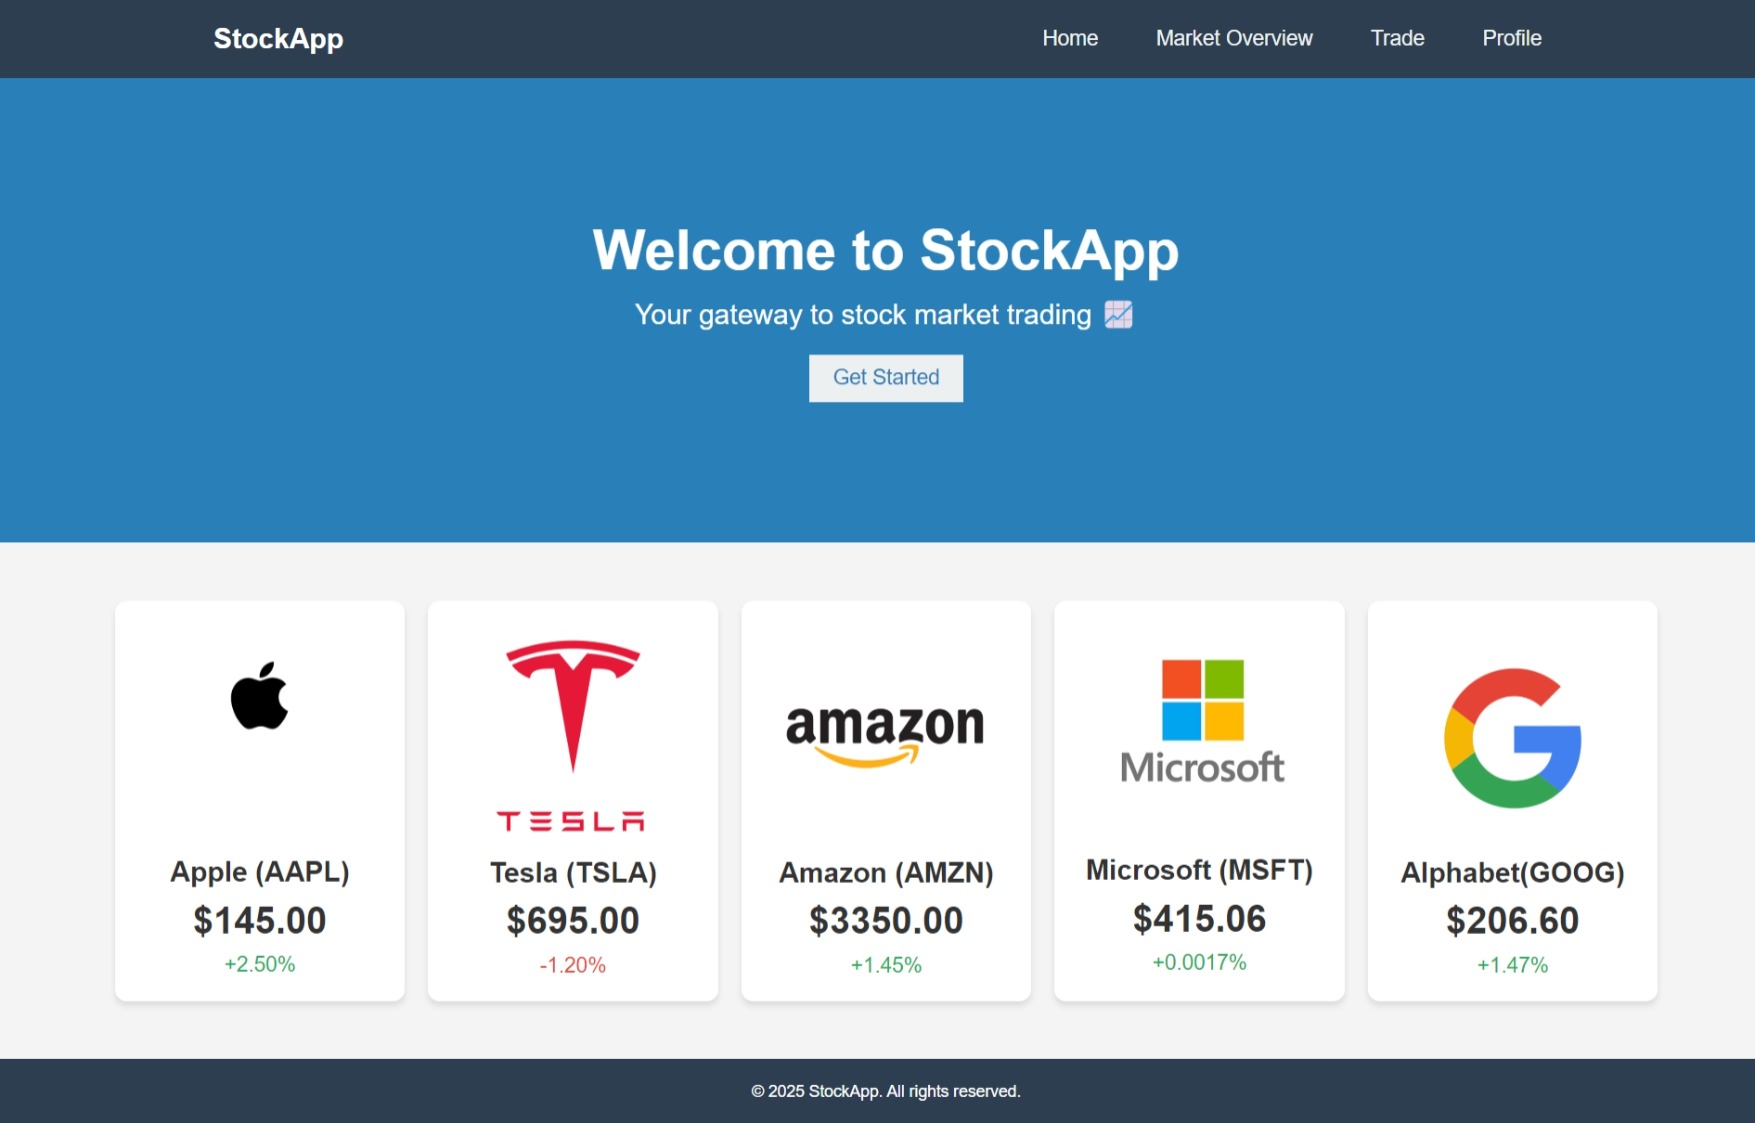 StockApp
Home
Market Overview
Trade
Profile
Welcome to StockApp
Your gateway to stock market trading 📈
Get Started
TESLA
amazon
Microsoft
Apple (AAPL)
$145.00
+2.50%
Tesla (TSLA)
$695.00
-1.20%
Amazon (AMZN)
$3350.00
+1.45%
Microsoft (MSFT)
$415.06
+0.0017%
Alphabet(GOOG)
$206.60
+1.47%
© 2025 StockApp. All rights reserved.